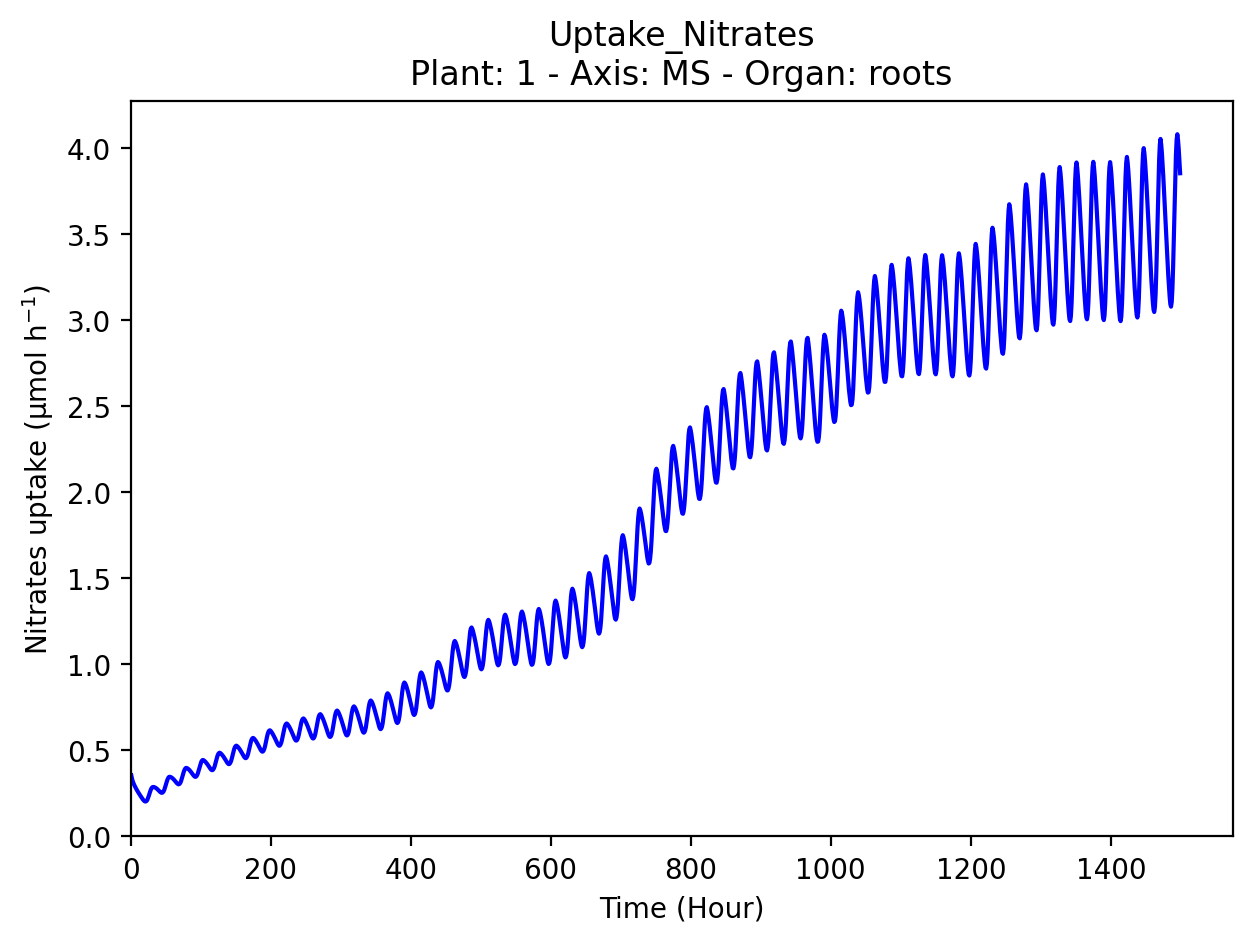 Uptake_Nitrates
Plant: 1 - Axis: MS - Organ: roots
4.0
3.5
3.0
2.5
2.0
1.5
1.0
0.5
0.0
Nitrates uptake (µmol h⁻¹)
0 200 400 600 800 1000 1200 1400
Time (Hour)